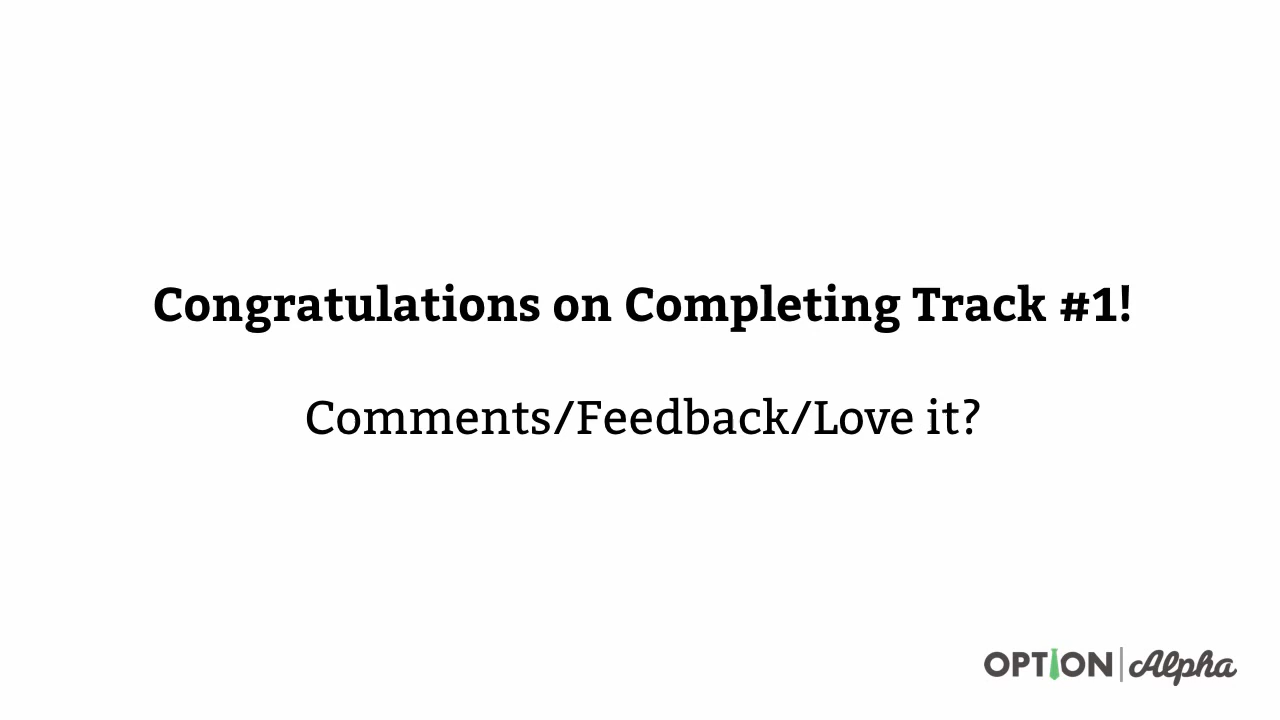 Congratulations on Completing Track #1!
Comments/Feedback/Love it?
OPTION | Alpha